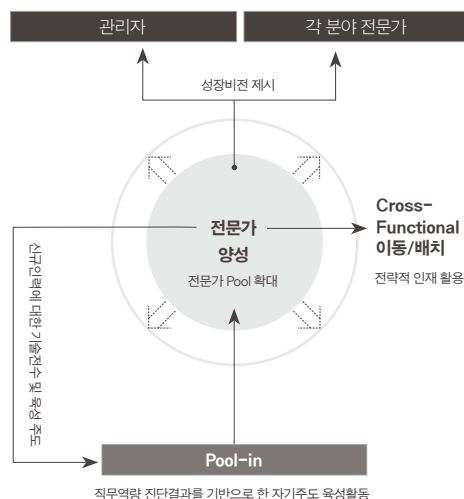 관리자
각 분야 전문가
성장비전 제시
전문가
양성
전문가 Pool 확대
Cross-
Functional
이동/배치
전략적 인재 활용
신규인력에 대한 기술전수 및 육성 주도
Pool-in
직무역량 진단결과를 기반으로 한 자기주도 육성활동